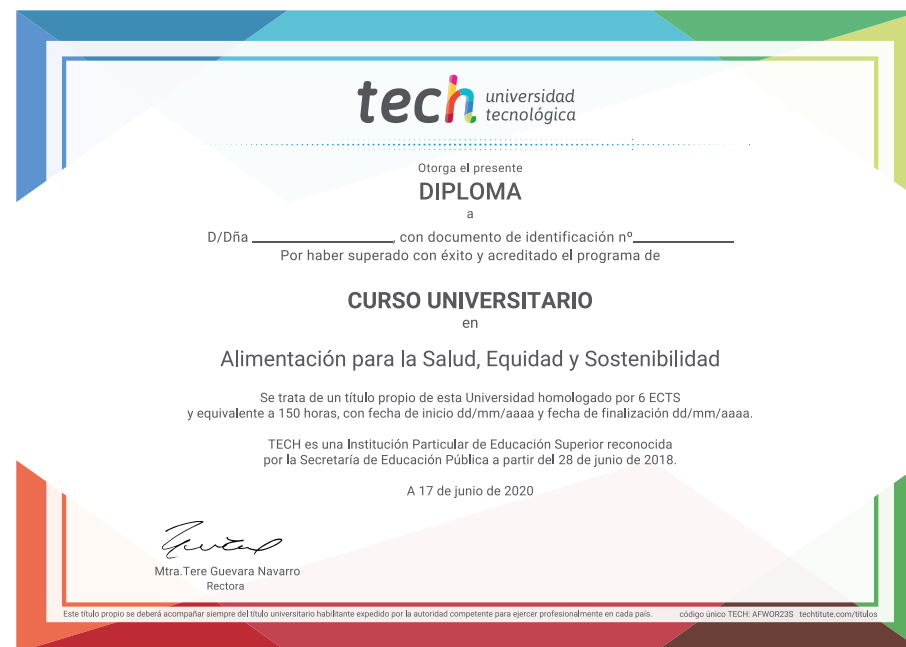 tech universidad
tecnológica
Otorga el presente
DIPLOMA
a
D/Dña ____________________, con documento de identificación nº______________
Por haber superado con éxito y acreditado el programa de
CURSO UNIVERSITARIO
en
Alimentación para la Salud, Equidad y Sostenibilidad
Se trata de un título propio de esta Universidad homologado por 6 ECTS
y equivalente a 150 horas, con fecha de inicio dd/mm/aaaa y fecha de finalización dd/mm/aaaa.
TECH es una Institución Particular de Educación Superior reconocida
por la Secretaría de Educación Pública a partir del 28 de junio de 2018.
A 17 de junio de 2020
Mtra.Tere Guevara Navarro
Rectora
Este título propio se deberá acompañar siempre del título universitario habilitante expedido por la autoridad competente para ejercer profesionalmente en cada país. código único TECH: AFWOR23S techtitute.com/títulos